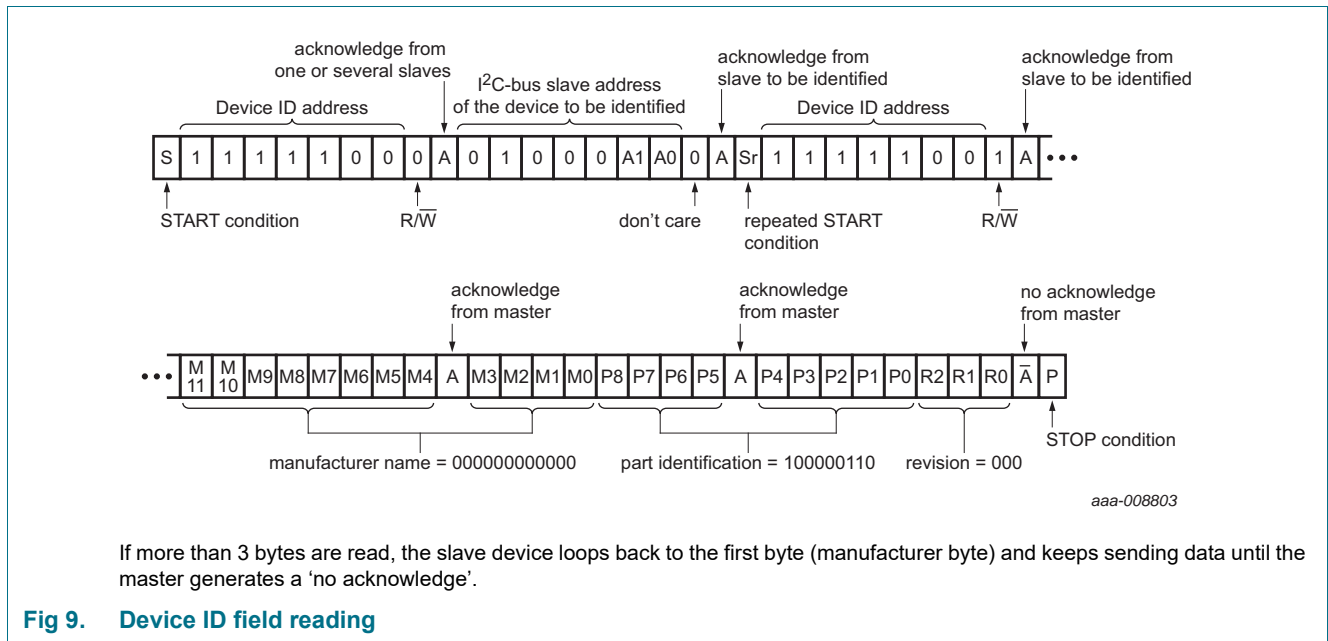 acknowledge from
one or several slaves
I2C-bus slave address
of the device to be identified
acknowledge from
slave to be identified
acknowledge from
slave to be identified
Device ID address
Device ID address
S 1 1 1 1 1 0 0 0 A 0 1 0 0 0 A1 A0 0 A Sr 1 1 1 1 1 0 0 1 A •••
START condition
R/W̅
don't care
repeated START
condition
R/W̅
acknowledge
from master
acknowledge
from master
no acknowledge
from master
••• M11 M10 M9 M8 M7 M6 M5 M4 A M3 M2 M1 M0 P8 P7 P6 P5 A P4 P3 P2 P1 P0 R2 R1 R0 A̅ P
STOP condition
manufacturer name = 000000000000
part identification = 100000110
revision = 000
aaa-008803
If more than 3 bytes are read, the slave device loops back to the first byte (manufacturer byte) and keeps sending data until the
master generates a ‘no acknowledge’.
Fig 9. Device ID field reading